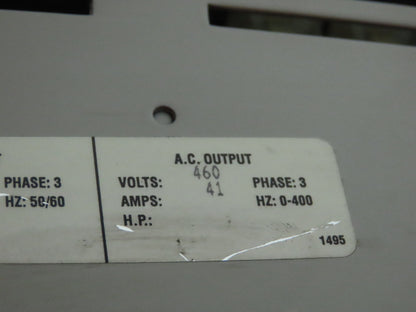 PHASE: 3
HZ: 50/60
A.C. OUTPUT
VOLTS: 460 PHASE: 3
AMPS: 41 HZ: 0-400
H.P.:
1495